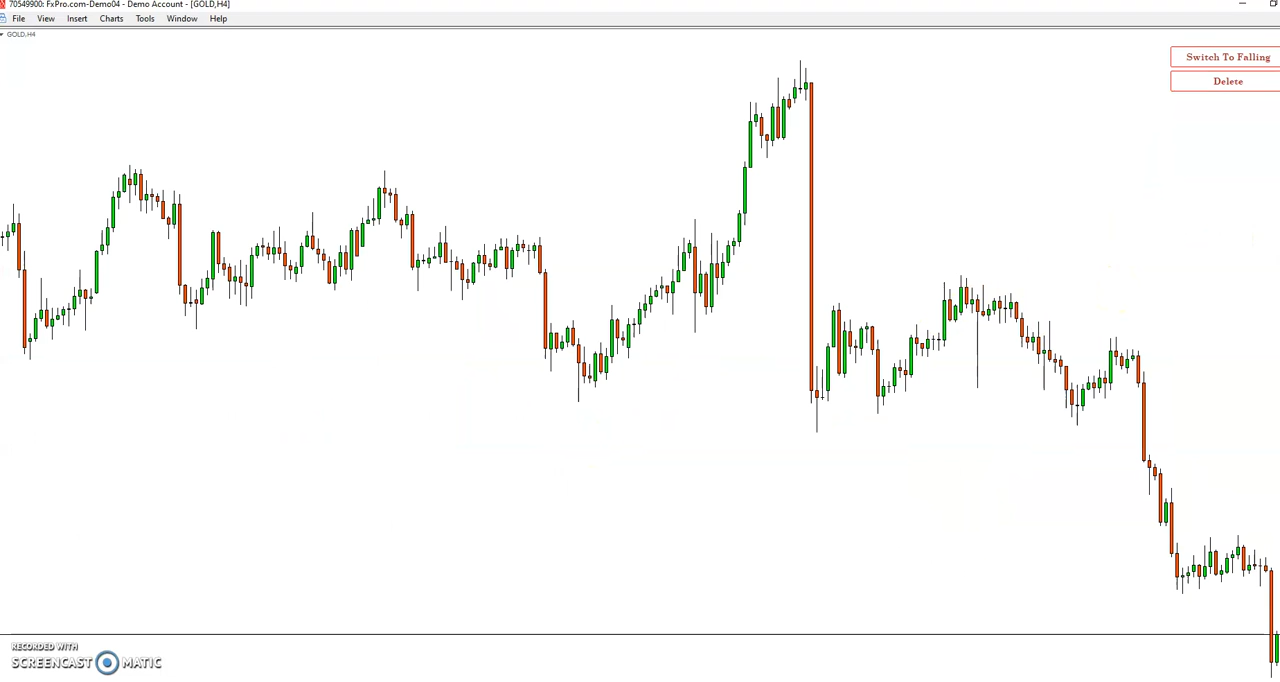 70549900: FxPro.com-Demo04 - Demo Account - [GOLD,H4]
File View Insert Charts Tools Window Help
GOLD,H4
Switch To Falling
Delete
RECORDED WITH
SCREENCAST MATIC